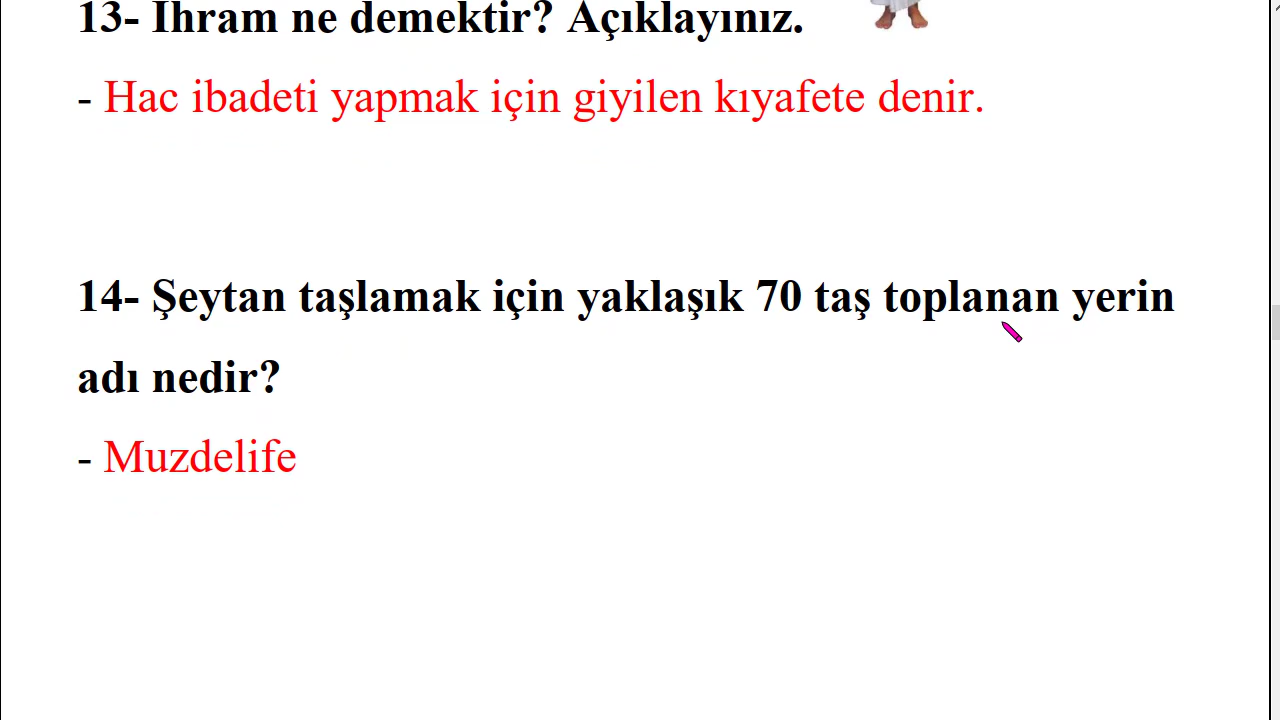 13- İhram ne demektir? Açıklayınız.
- Hac ibadeti yapmak için giyilen kıyafete denir.
14- Şeytan taşlamak için yaklaşık 70 taş toplanan yerin
adı nedir?
- Muzdelife